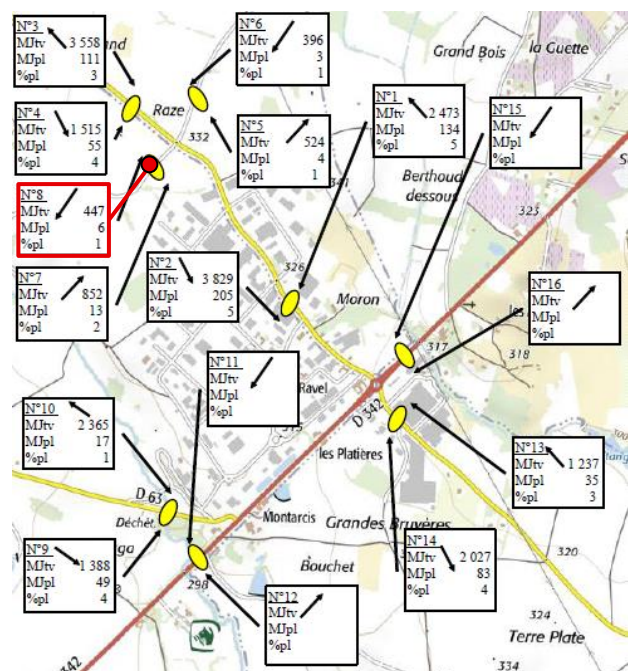 N°3
MJtv 3 558
MJpl 111
%pl 3
and
N°6
MJtv 396
MJpl 3
%pl 1
Grand Bois
la Guette
N°4
MJtv 1 515
MJpl 55
%pl 4
Raze
332
N°5
MJtv 524
MJpl 4
%pl 1
N°1
MJtv 2 473
MJpl 134
%pl 5
N°15
MJtv
MJpl
%pl
Berthoud
dessous
323
N°8
MJtv 447
MJpl 6
%pl 1
N°7
MJtv 852
MJpl 13
%pl 2
N°2
MJtv 3 829
MJpl 205
%pl 5
326
Moron
N°16
MJtv
MJpl
%pl
les
317
318
N°11
MJtv
MJpl
%pl
Ravel
D 342
313
les Platières
N°10
MJtv 2 365
MJpl 17
%pl 1
N°13
MJtv 1 237
MJpl 35
%pl 3
D 63
Déchèt.
Montarcis
Grandes Bruyères
N°9
MJtv 1 388
MJpl 49
%pl 4
ga
298
Bouchet
N°14
MJtv 2 027
MJpl 83
%pl 4
320
N°12
MJtv
MJpl
%pl
324
Terre Plate
342
334